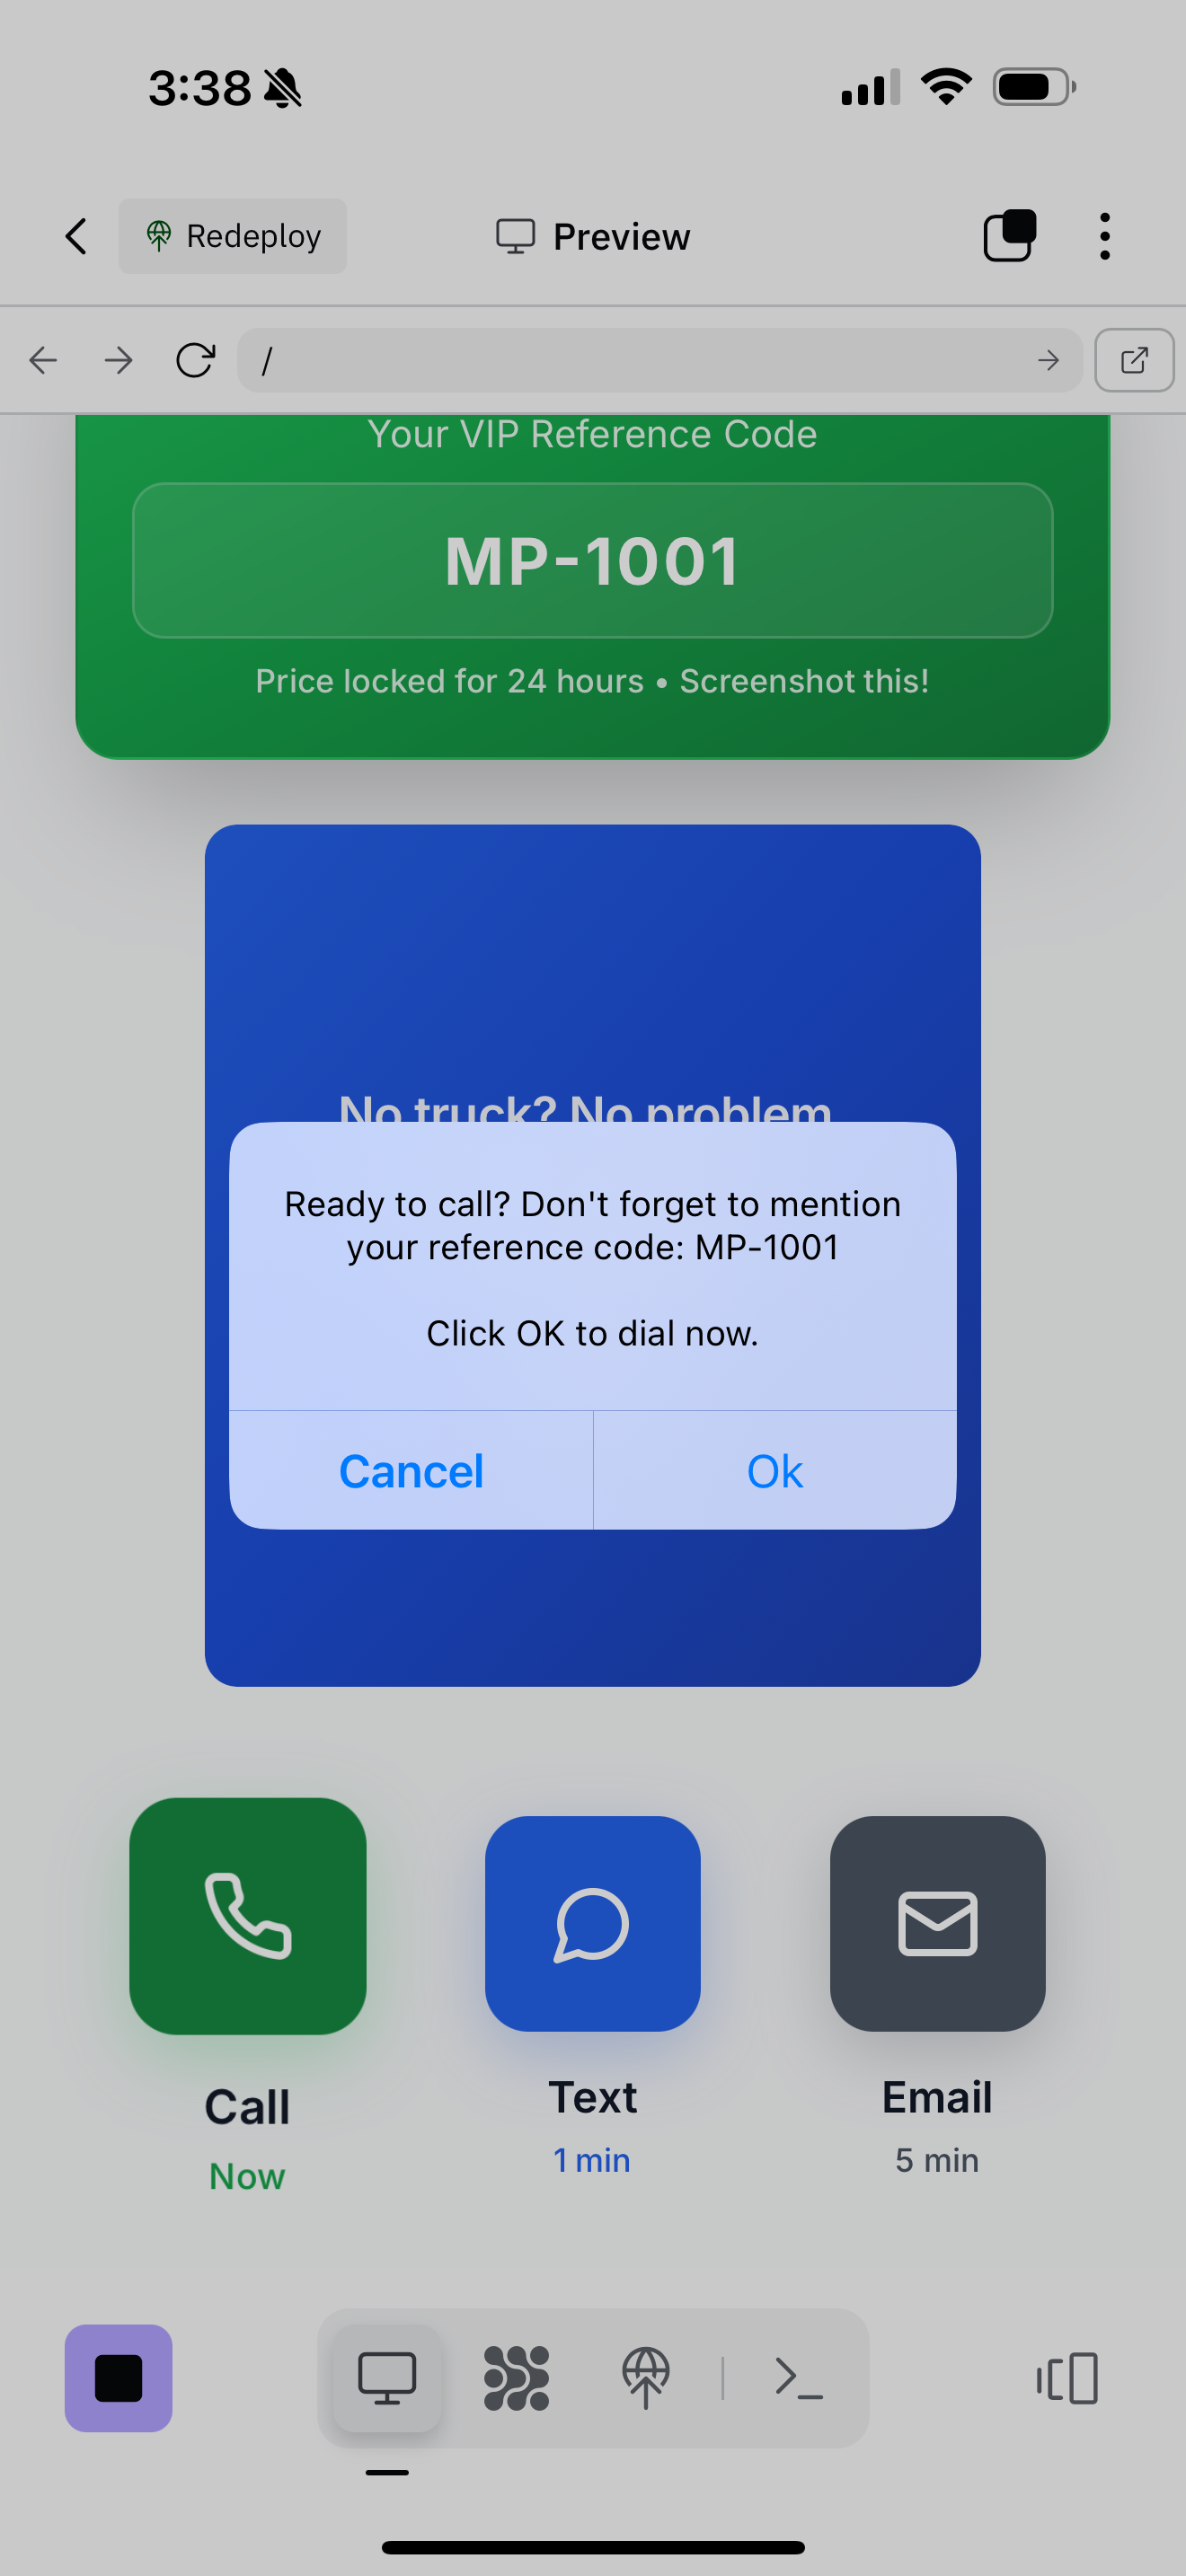 3:38
Redeploy
Preview
/
Your VIP Reference Code
MP-1001
Price locked for 24 hours • Screenshot this!
No truck? No problem
Ready to call? Don't forget to mention
your reference code: MP-1001
Click OK to dial now.
Cancel
Ok
Call
Text
Email
Now
1 min
5 min